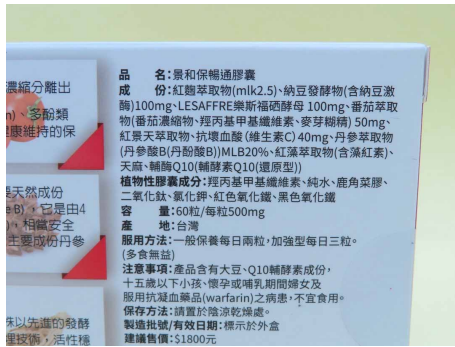 濃縮分離出
、多酚類
健康維持的保
要天然成份
e B)，它是由4
，相當安全
主要成份丹參
以先進的發酵
理技術，活性穩
品　　名:景和保暢通膠囊
成　　份:紅麴萃取物(mlk2.5)、納豆發酵物(含納豆激
酶)100mg、LESAFFRE樂斯福硒酵母 100mg、番茄萃取
物(番茄濃縮物、羥丙基甲基纖維素、麥芽糊精) 50mg、
紅景天萃取物、抗壞血酸 (維生素C) 40mg、丹參萃取物
(丹參酸B(丹酚酸B))MLB20%、紅藻萃取物(含藻紅素)、
天麻、輔酶Q10(輔酵素Q10(還原型))
植物性膠囊成分:羥丙基甲基纖維素、純水、鹿角菜膠、
二氧化鈦、氯化鉀、紅色氧化鐵、黑色氧化鐵
容　　量:60粒/每粒500mg
產　　地:台灣
服用方法:一般保養每日兩粒，加強型每日三粒。
(多食無益)
注意事項:產品含有大豆、Q10輔酵素成份，
十五歲以下小孩、懷孕或哺乳期間婦女及
服用抗凝血藥品(warfarin)之病患，不宜食用。
保存方法:請置於陰涼乾燥處。
製造批號/有效日期:標示於外盒
建議售價:$1800元